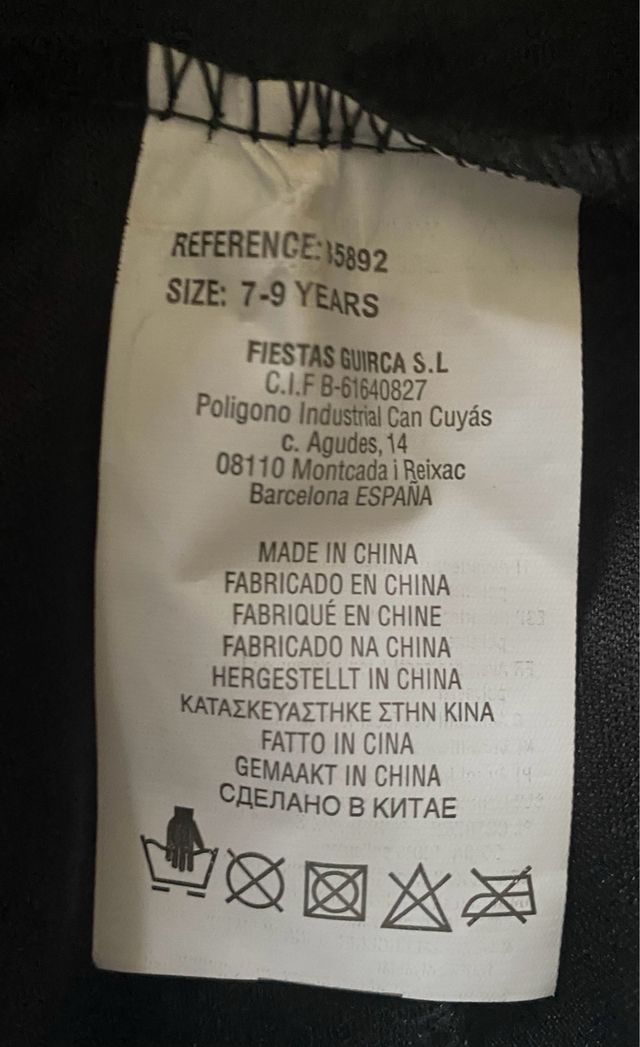 REFERENCE: 85892
SIZE: 7-9 YEARS
FIESTAS GUIRCA S.L
C.I.F B-61640827
Poligono Industrial Can Cuyás
c. Agudes, 14
08110 Montcada i Reixac
Barcelona ESPAÑA
MADE IN CHINA
FABRICADO EN CHINA
FABRIQUÉ EN CHINE
FABRICADO NA CHINA
HERGESTELLT IN CHINA
ΚΑΤΑΣΚΕΥΑΣΤΗΚΕ ΣΤΗΝ ΚΙΝΑ
FATTO IN CINA
GEMAAKT IN CHINA
СДЕЛАНО В КИТАЕ